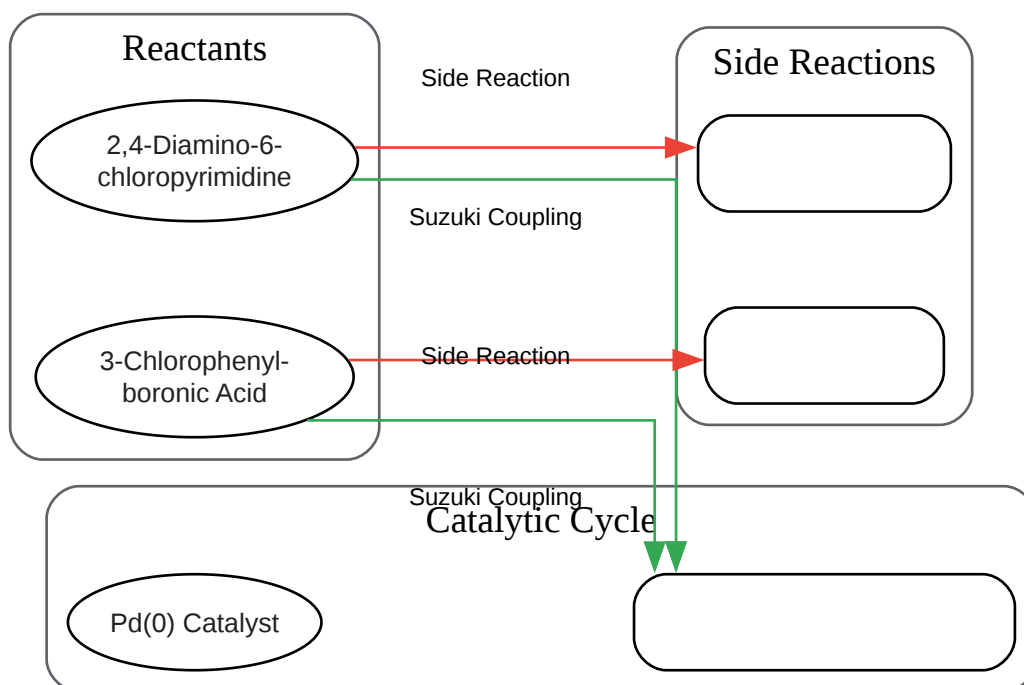 Reactants
Side Reaction
Side Reactions
2,4-Diamino-6-
chloropyrimidine
Suzuki Coupling
3-Chlorophenyl-
boronic Acid
Side Reaction
Suzuki Coupling
Catalytic Cycle
Pd(0) Catalyst